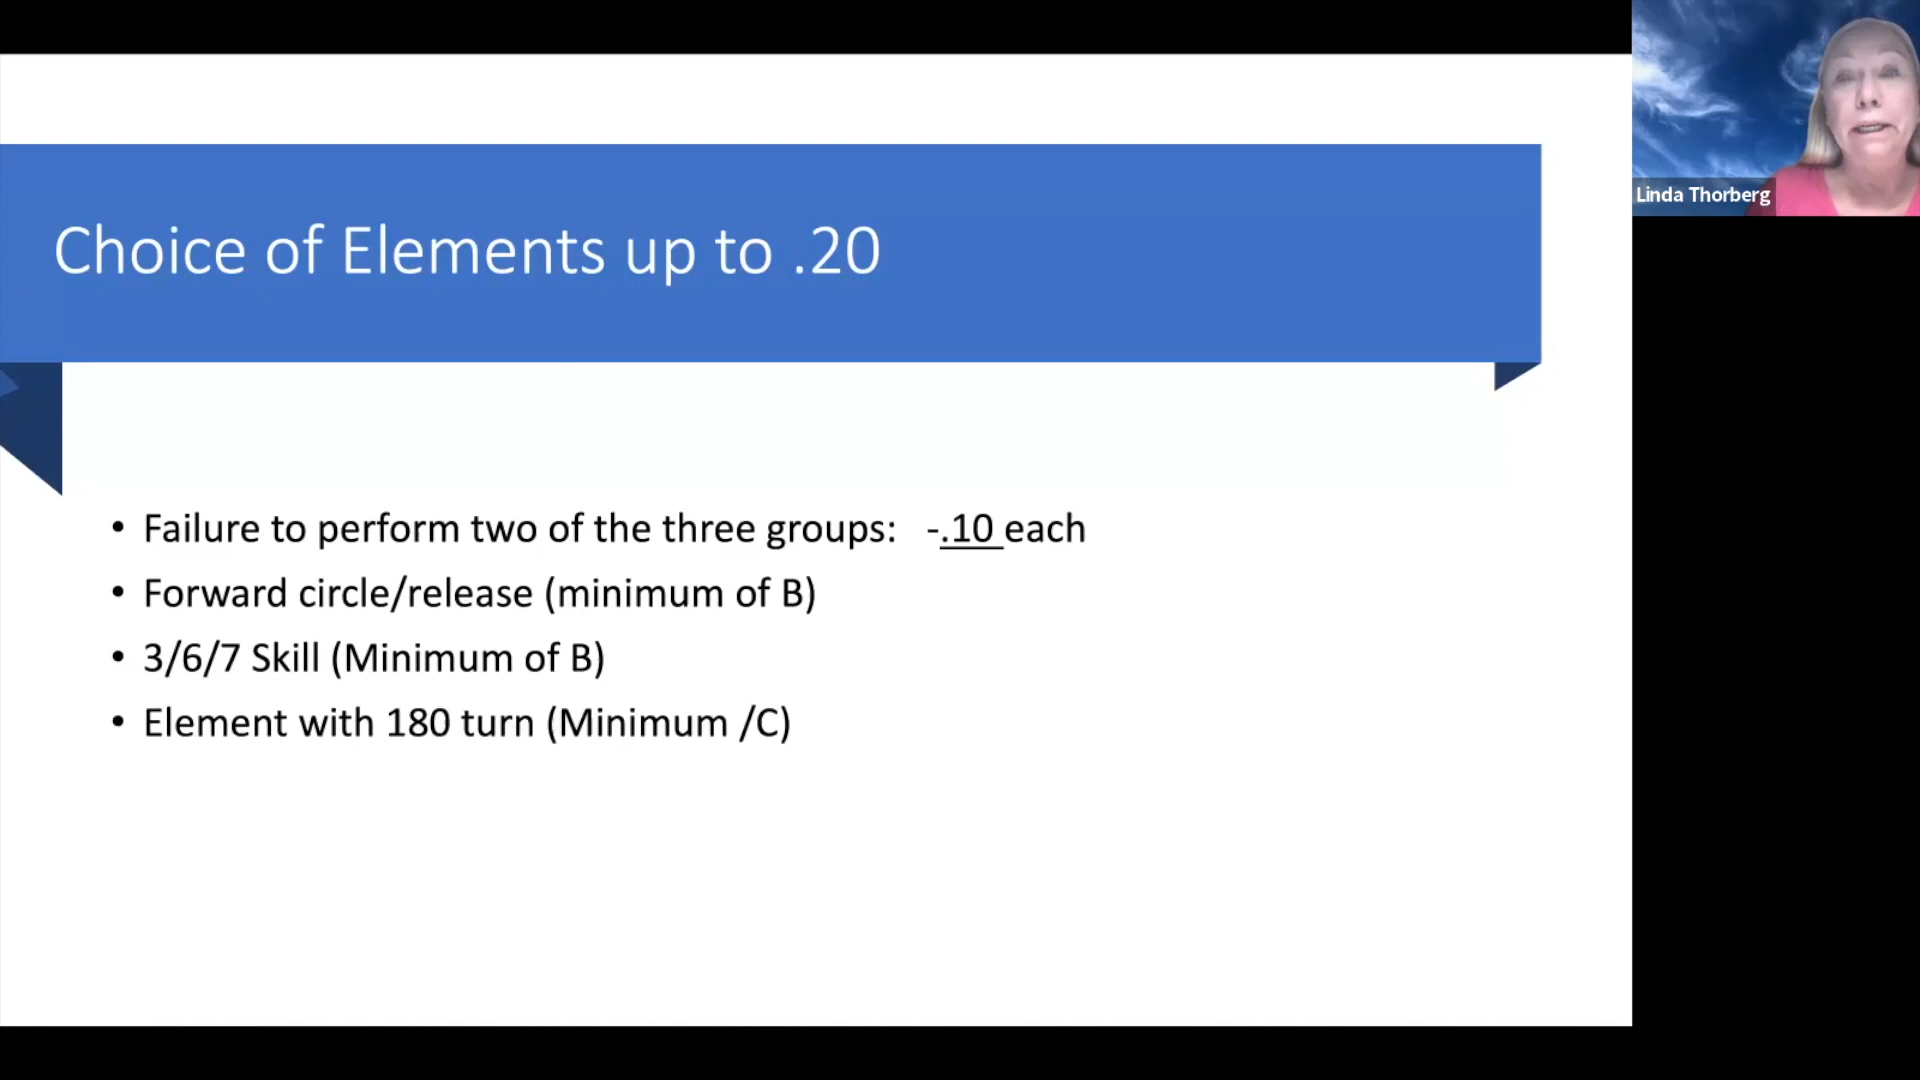 Choice of Elements up to .20
Linda Thorberg
• Failure to perform two of the three groups: -.10 each
• Forward circle/release (minimum of B)
• 3/6/7 Skill (Minimum of B)
• Element with 180 turn (Minimum /C)